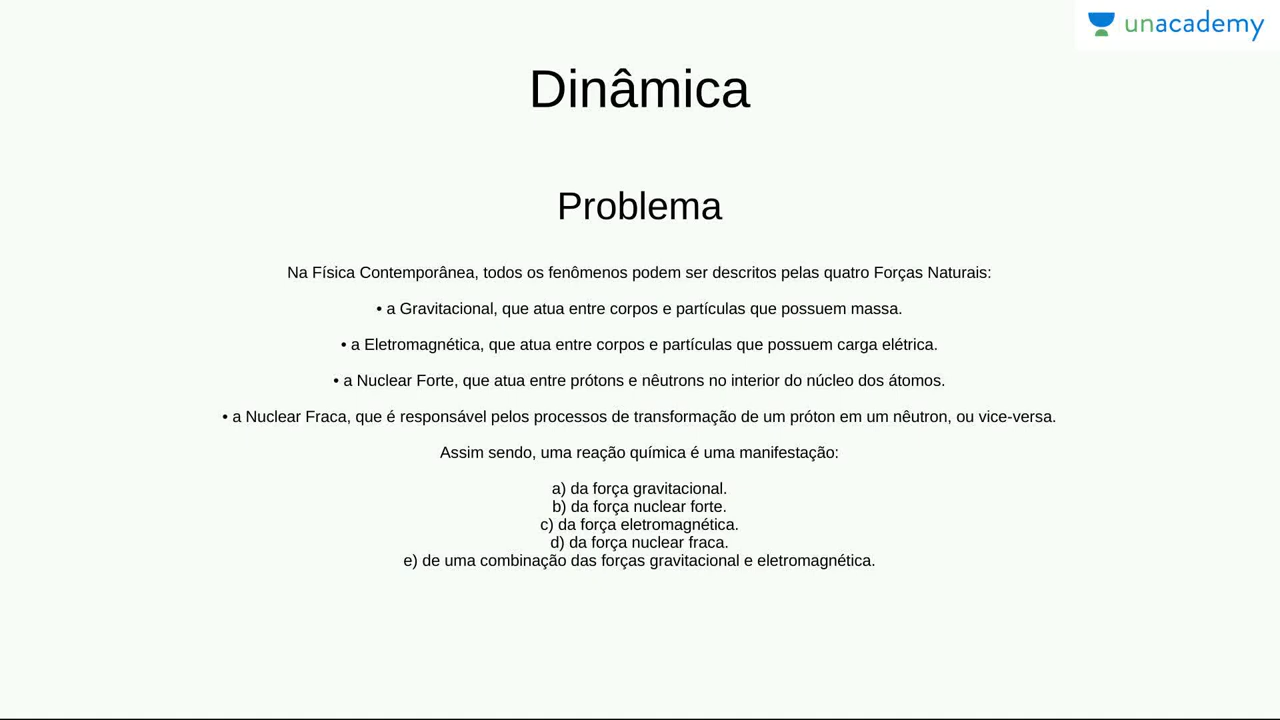 unacademy
Dinâmica
Problema
Na Física Contemporânea, todos os fenômenos podem ser descritos pelas quatro Forças Naturais:
• a Gravitacional, que atua entre corpos e partículas que possuem massa.
• a Eletromagnética, que atua entre corpos e partículas que possuem carga elétrica.
• a Nuclear Forte, que atua entre prótons e nêutrons no interior do núcleo dos átomos.
• a Nuclear Fraca, que é responsável pelos processos de transformação de um próton em um nêutron, ou vice-versa.
Assim sendo, uma reação química é uma manifestação:
a) da força gravitacional.
b) da força nuclear forte.
c) da força eletromagnética.
d) da força nuclear fraca.
e) de uma combinação das forças gravitacional e eletromagnética.